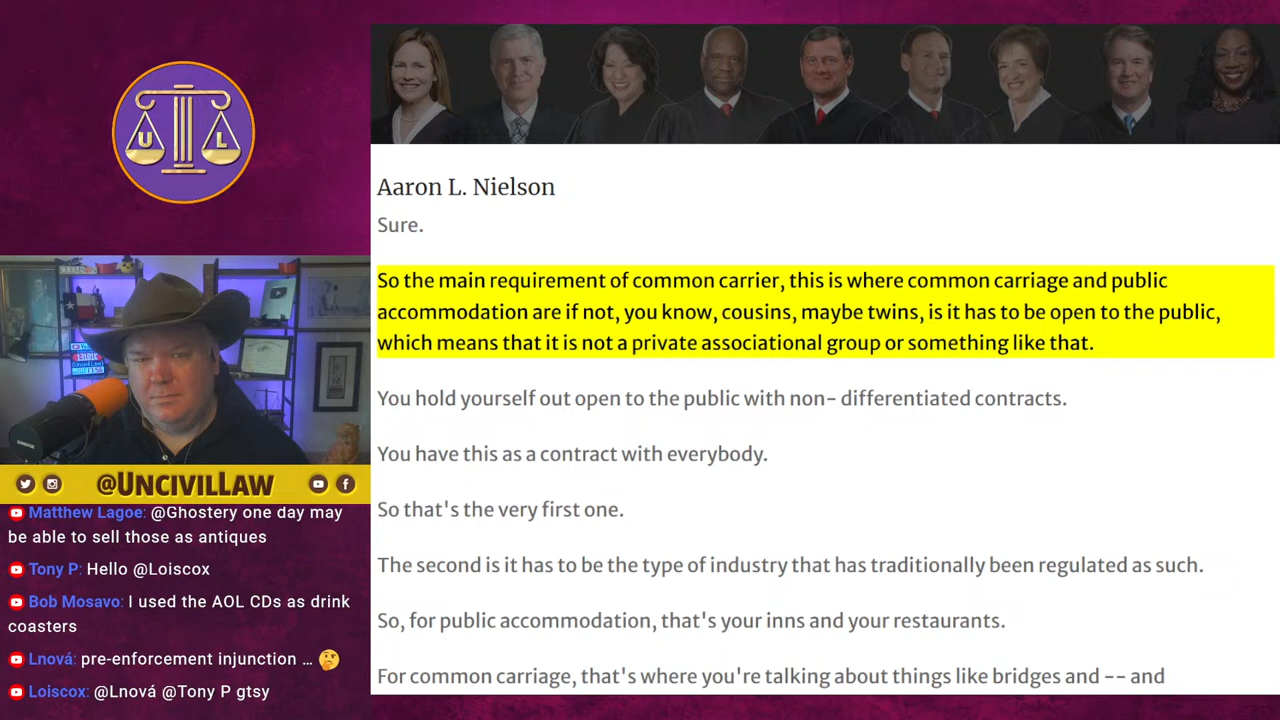 U L
Aaron L. Nielson
Sure.
So the main requirement of common carrier, this is where common carriage and public
accommodation are if not, you know, cousins, maybe twins, is it has to be open to the public,
which means that it is not a private associational group or something like that.
You hold yourself out open to the public with non- differentiated contracts.
You have this as a contract with everybody.
So that's the very first one.
The second is it has to be the type of industry that has traditionally been regulated as such.
So, for public accommodation, that's your inns and your restaurants.
For common carriage, that's where you're talking about things like bridges and -- and
@UNCIVILLAW
Matthew Lagoe: @Ghostery one day may
be able to sell those as antiques
Tony P: Hello @Loiscox
Bob Mosavo: I used the AOL CDs as drink
coasters
Lnová: pre-enforcement injunction … 🤔
Loiscox: @Lnová @Tony P gtsy